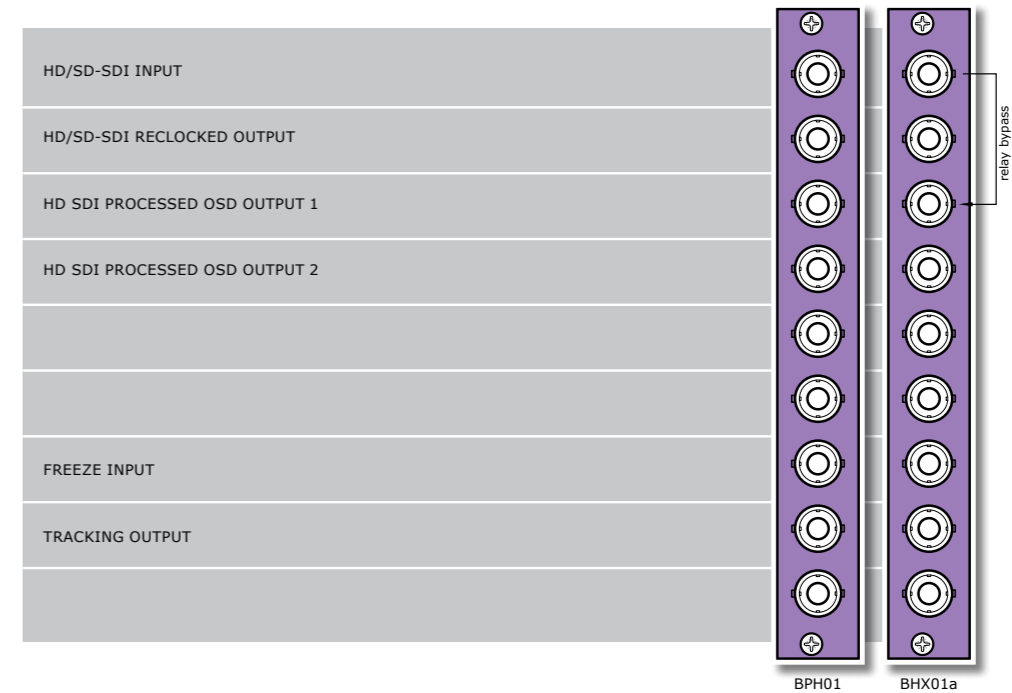 HD/SD-SDI INPUT
HD/SD-SDI RECLOCKED OUTPUT
HD SDI PROCESSED OSD OUTPUT 1
HD SDI PROCESSED OSD OUTPUT 2
FREEZE INPUT
TRACKING OUTPUT
relay bypass
BPH01
BHX01a